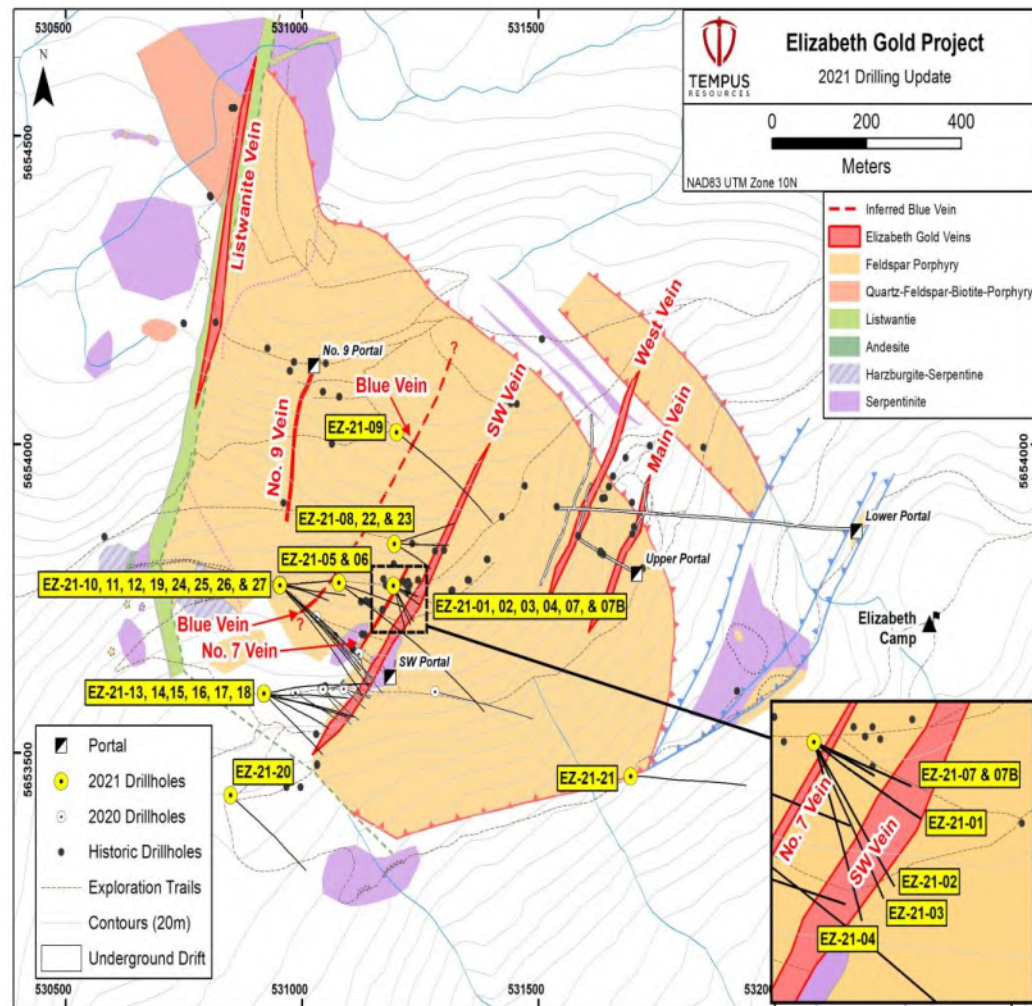 530500
531000
531500
N
TEMPUS
RESOURCES
Elizabeth Gold Project
2021 Drilling Update
0 200 400
Meters
NAD83 UTM Zone 10N
Inferred Blue Vein
Elizabeth Gold Veins
Feldspar Porphyry
Quartz-Feldspar-Biotite-Porphyry
Listwantie
Andesite
Harzburgite-Serpentine
Serpentinite
5654500
5654500
Listwanite Vein
No. 9 Portal
?
Blue Vein
West Vein
SW Vein
Main Vein
EZ-21-09
No. 9 Vein
5654000
5654000
EZ-21-08, 22, & 23
Lower Portal
EZ-21-05 & 06
Upper Portal
EZ-21-10, 11, 12, 19, 24, 25, 26, & 27
EZ-21-01, 02, 03, 04, 07, & 07B
Blue Vein
?
Elizabeth
Camp
No. 7 Vein
SW Portal
EZ-21-13, 14,15, 16, 17, 18
5653500
EZ-21-20
EZ-21-21
Portal
2021 Drillholes
2020 Drillholes
Historic Drillholes
Exploration Trails
Contours (20m)
Underground Drift
EZ-21-07 & 07B
EZ-21-01
No. 7 Vein
SW Vein
EZ-21-02
EZ-21-03
EZ-21-04
530500
531000
531500